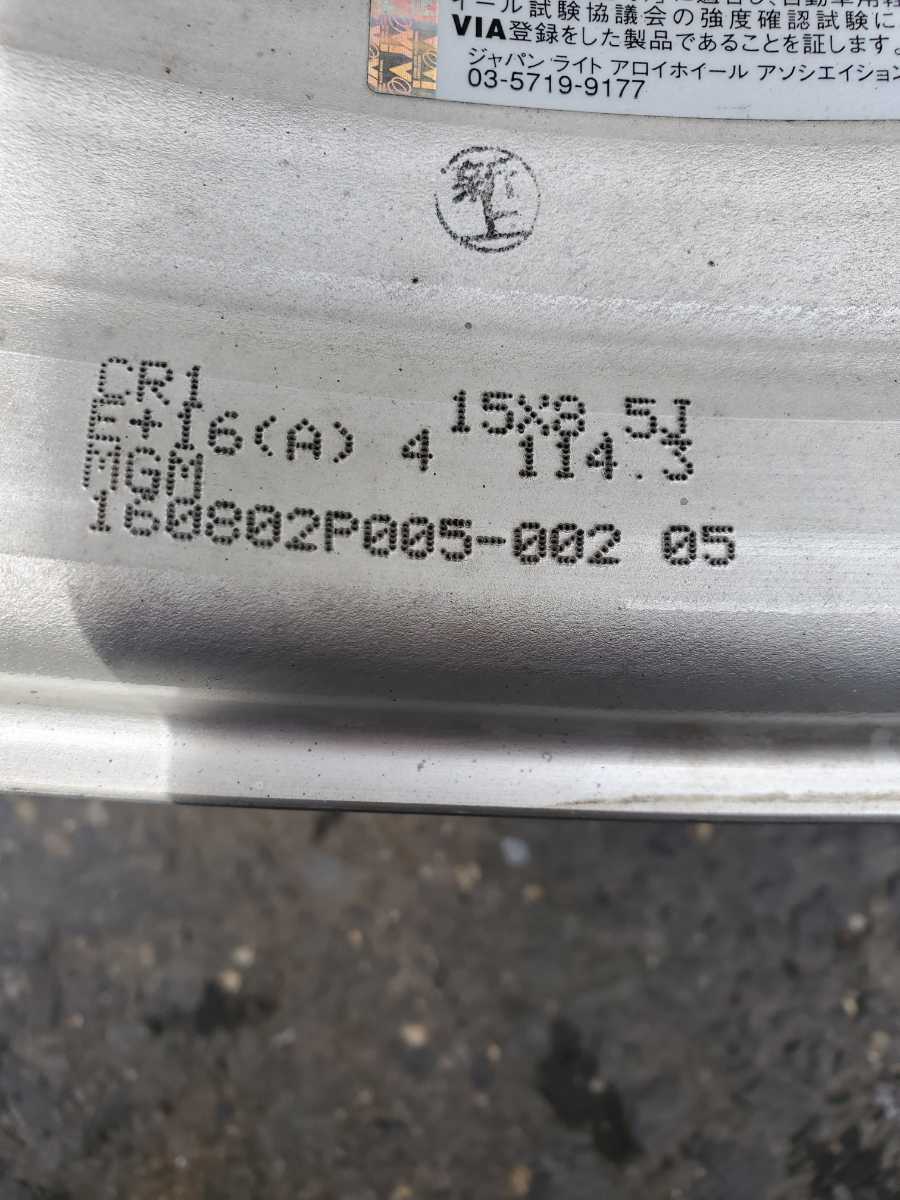 イール試験協議会の強度確認試験に
VIA登録をした製品であることを証します。
ジャパン ライト アロイホイール アソシエイション
03-5719-9177
CR1 15X8.5J
E+16(A) 4 114.3
MGM
160802P005-002 05